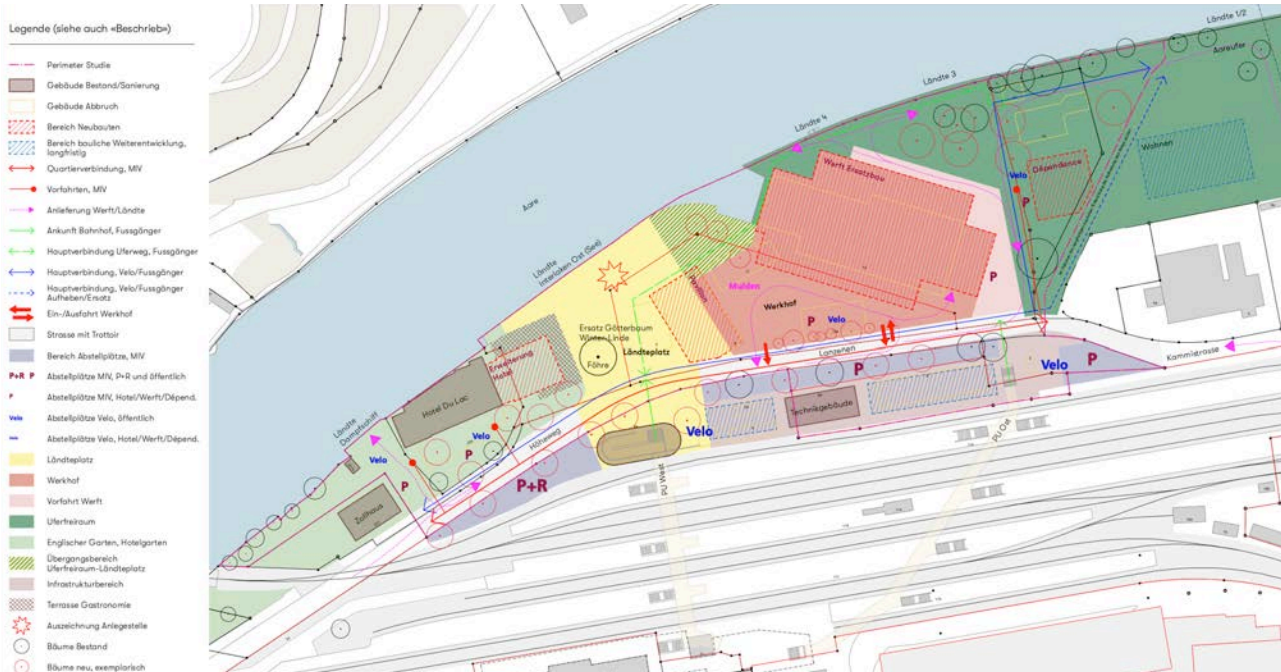 Legende (siehe auch «Beschrieb»)
Perimeter Studie
Gebäude Bestand/Sanierung
Gebäude Abbruch
Bereich Neubauten
Bereich bauliche Weiterentwicklung,
langfristig
Quartierverbindung, MIV
Vorfahrten, MIV
Anlieferung Werft/Ländte
Ankunft Bahnhof, Fussgänger
Hauptverbindung Uferweg, Fussgänger
Hauptverbindung, Velo/Fussgänger
Hauptverbindung, Velo/Fussgänger
Aufheben/Ersatz
Ein-/Ausfahrt Werkhof
Strasse mit Trottoir
Bereich Abstellplätze, MIV
P+R P Abstellplätze MIV, P+R und öffentlich
P Abstellplätze MIV, Hotel/Werft/Dépend.
Velo Abstellplätze Velo, öffentlich
Velo Abstellplätze Velo, Hotel/Werft/Dépend.
Ländteplatz
Werkhof
Vorfahrt Werft
Uferfreiraum
Englischer Garten, Hotelgarten
Übergangsbereich
Uferfreiraum-Ländteplatz
Infrastrukturbereich
Terrasse Gastronomie
Auszeichnung Anlegestelle
Bäume Bestand
Bäume neu, exemplarisch
Ländte 1/2
Aareufer
Ländte 3
Ländte 4
Werft Ersatzbau
Wohnen
Dépendance
Velo
P
Aare
Ländte
Interlaken Ost (See)
Pavillon
Mulden
P
Werkhof
P
Velo
Ersatz Götterbaum
Winter Linde
Ländteplatz
Föhre
Lanzenen
Kammistrasse
P
Velo
P
Erweiterung
Hotel
Hotel Du Lac
Technikgebäude
Ländte
Dampfschiff
Höheweg
Velo
Velo
P
Velo
P
P+R
Zollhaus
PU West
PU Ost